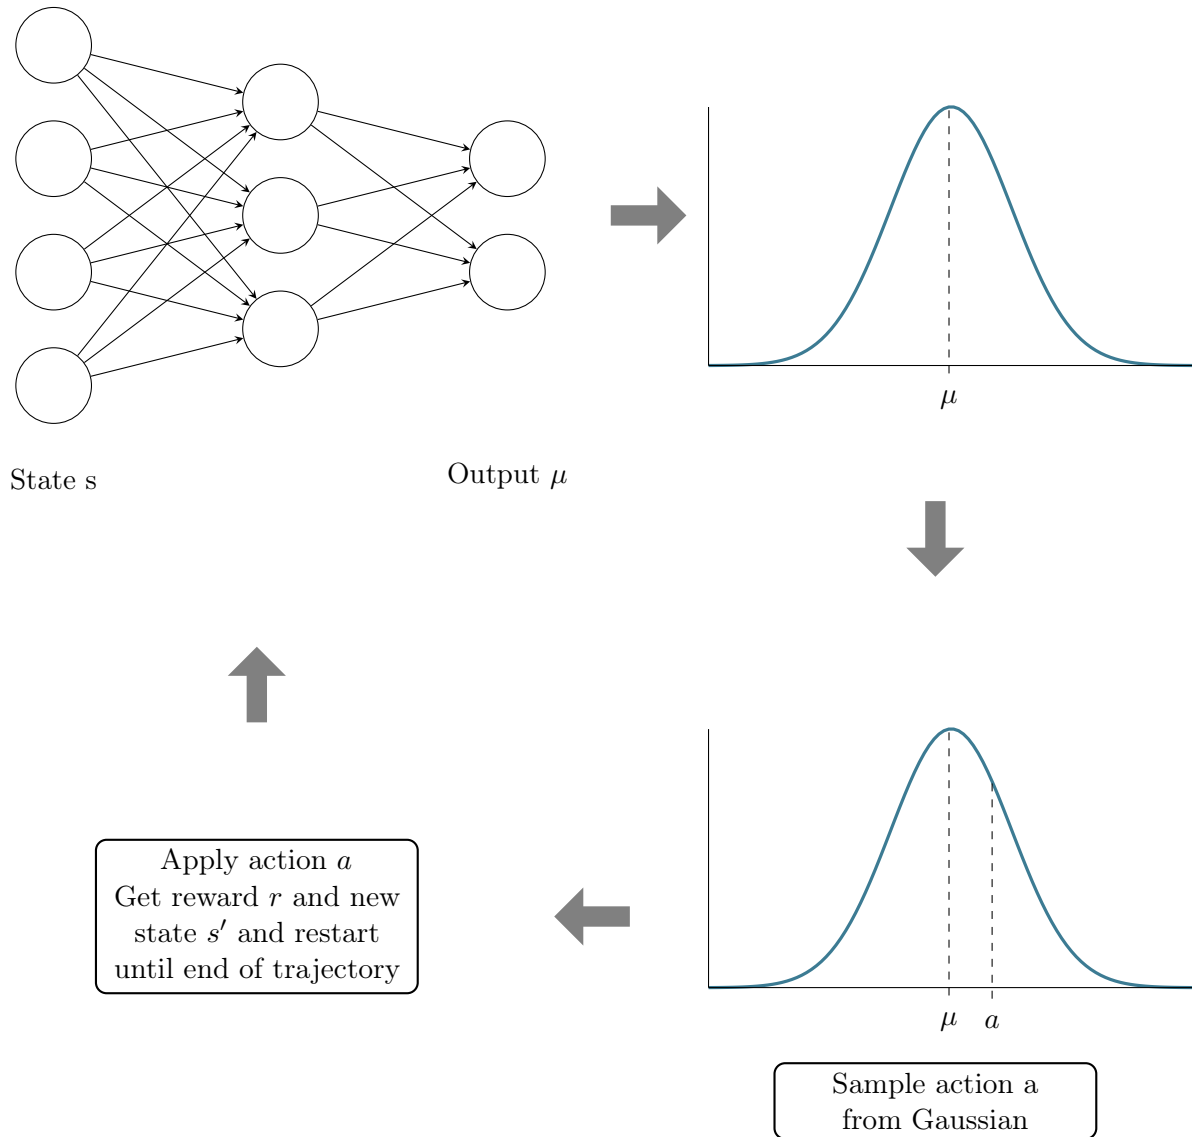 μ
State s
Output μ
μ
a
Apply action a
Get reward r and new
state s′ and restart
until end of trajectory
Sample action a
from Gaussian